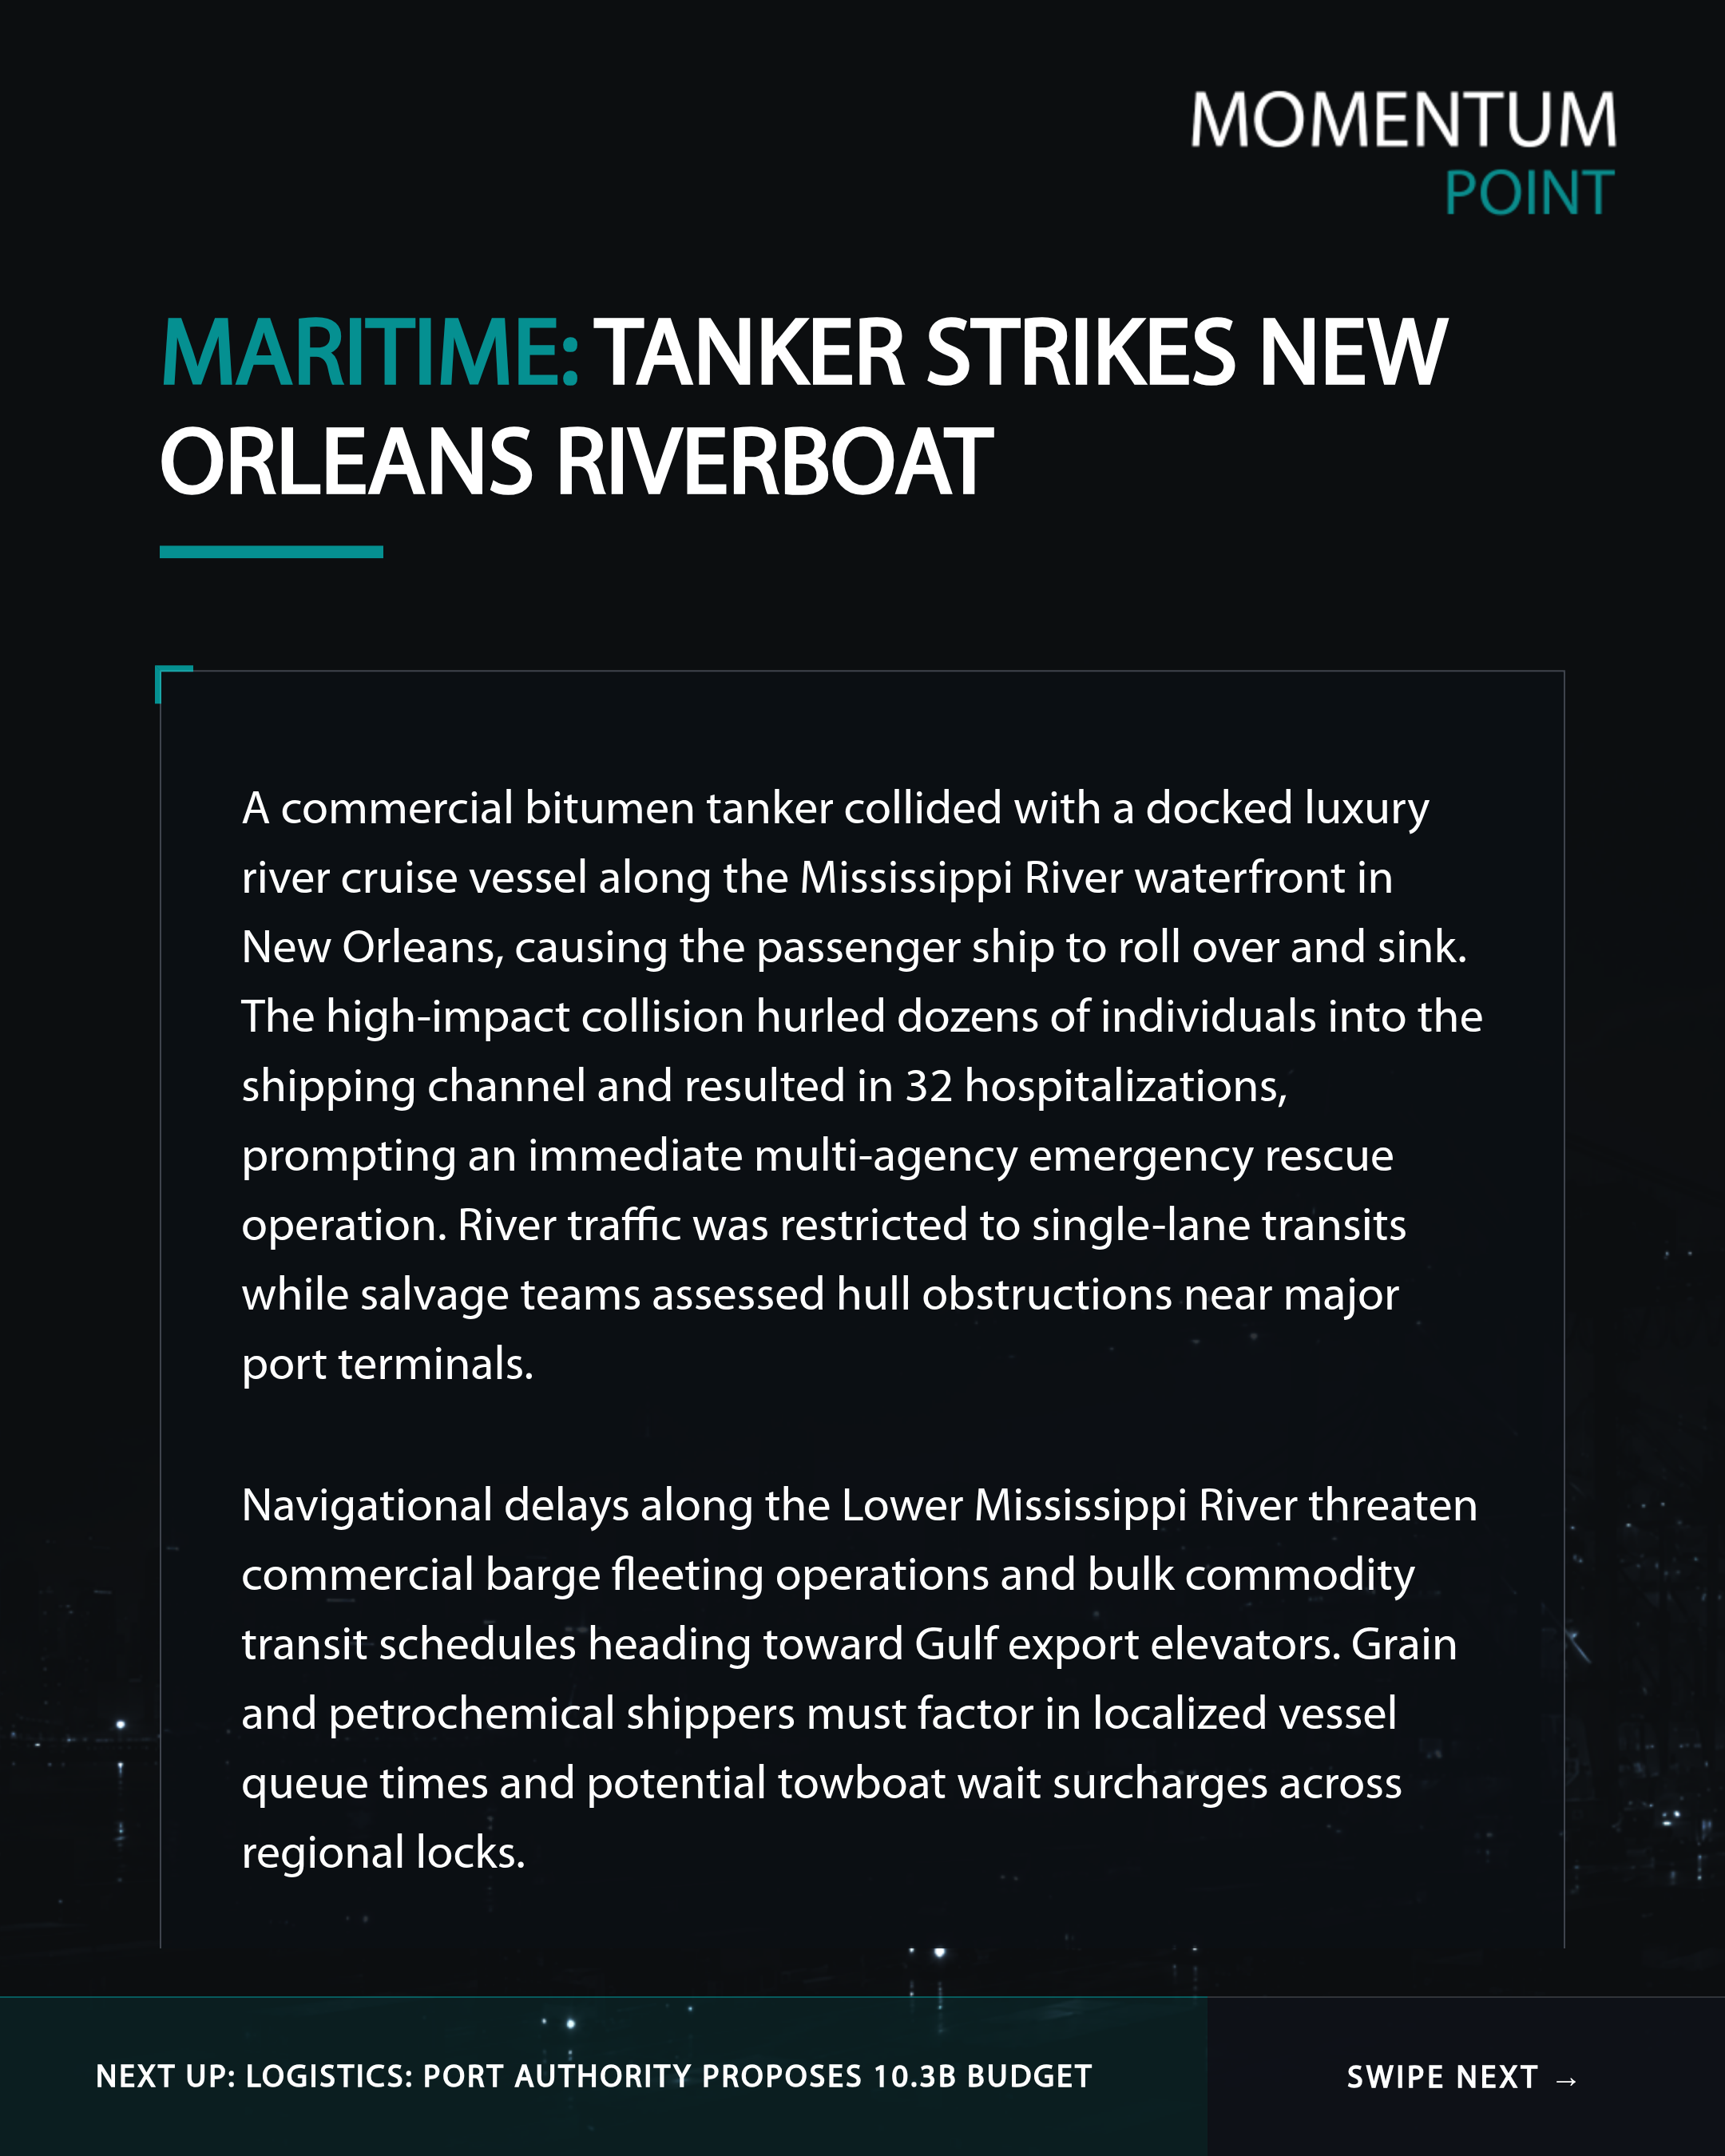 MOMENTUM
POINT
MARITIME: TANKER STRIKES NEW
ORLEANS RIVERBOAT
A commercial bitumen tanker collided with a docked luxury
river cruise vessel along the Mississippi River waterfront in
New Orleans, causing the passenger ship to roll over and sink.
The high-impact collision hurled dozens of individuals into the
shipping channel and resulted in 32 hospitalizations,
prompting an immediate multi-agency emergency rescue
operation. River traffic was restricted to single-lane transits
while salvage teams assessed hull obstructions near major
port terminals.
Navigational delays along the Lower Mississippi River threaten
commercial barge fleeting operations and bulk commodity
transit schedules heading toward Gulf export elevators. Grain
and petrochemical shippers must factor in localized vessel
queue times and potential towboat wait surcharges across
regional locks.
NEXT UP: LOGISTICS: PORT AUTHORITY PROPOSES 10.3B BUDGET
SWIPE NEXT →